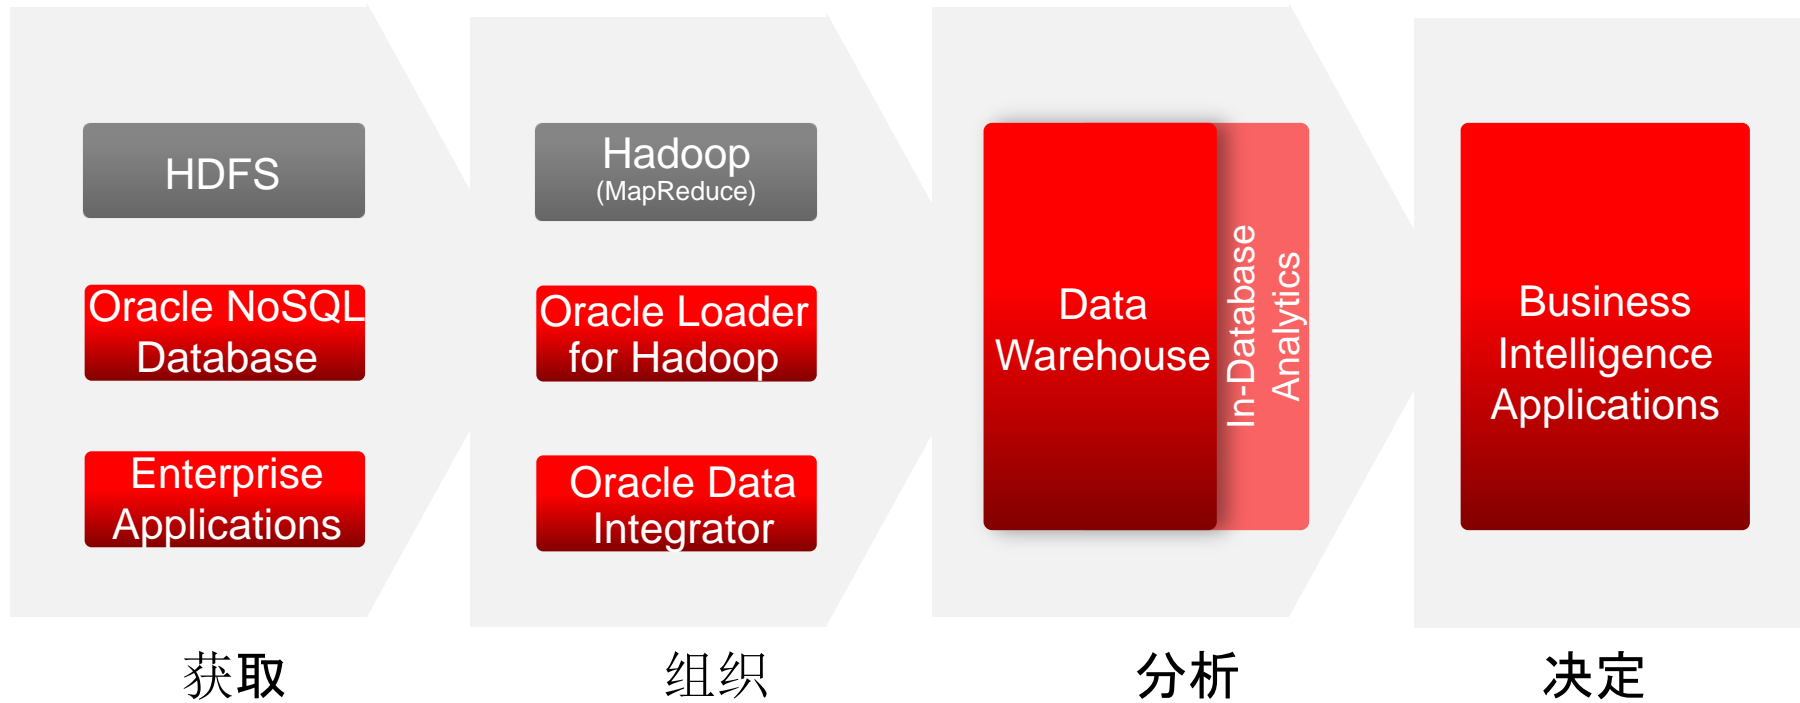 HDFS
Oracle NoSQL
Database
Enterprise
Applications
Hadoop
(MapReduce)
Oracle Loader
for Hadoop
Oracle Data
Integrator
Data
Warehouse
In-Database
Analytics
Business
Intelligence
Applications
获取
组织
分析
决定